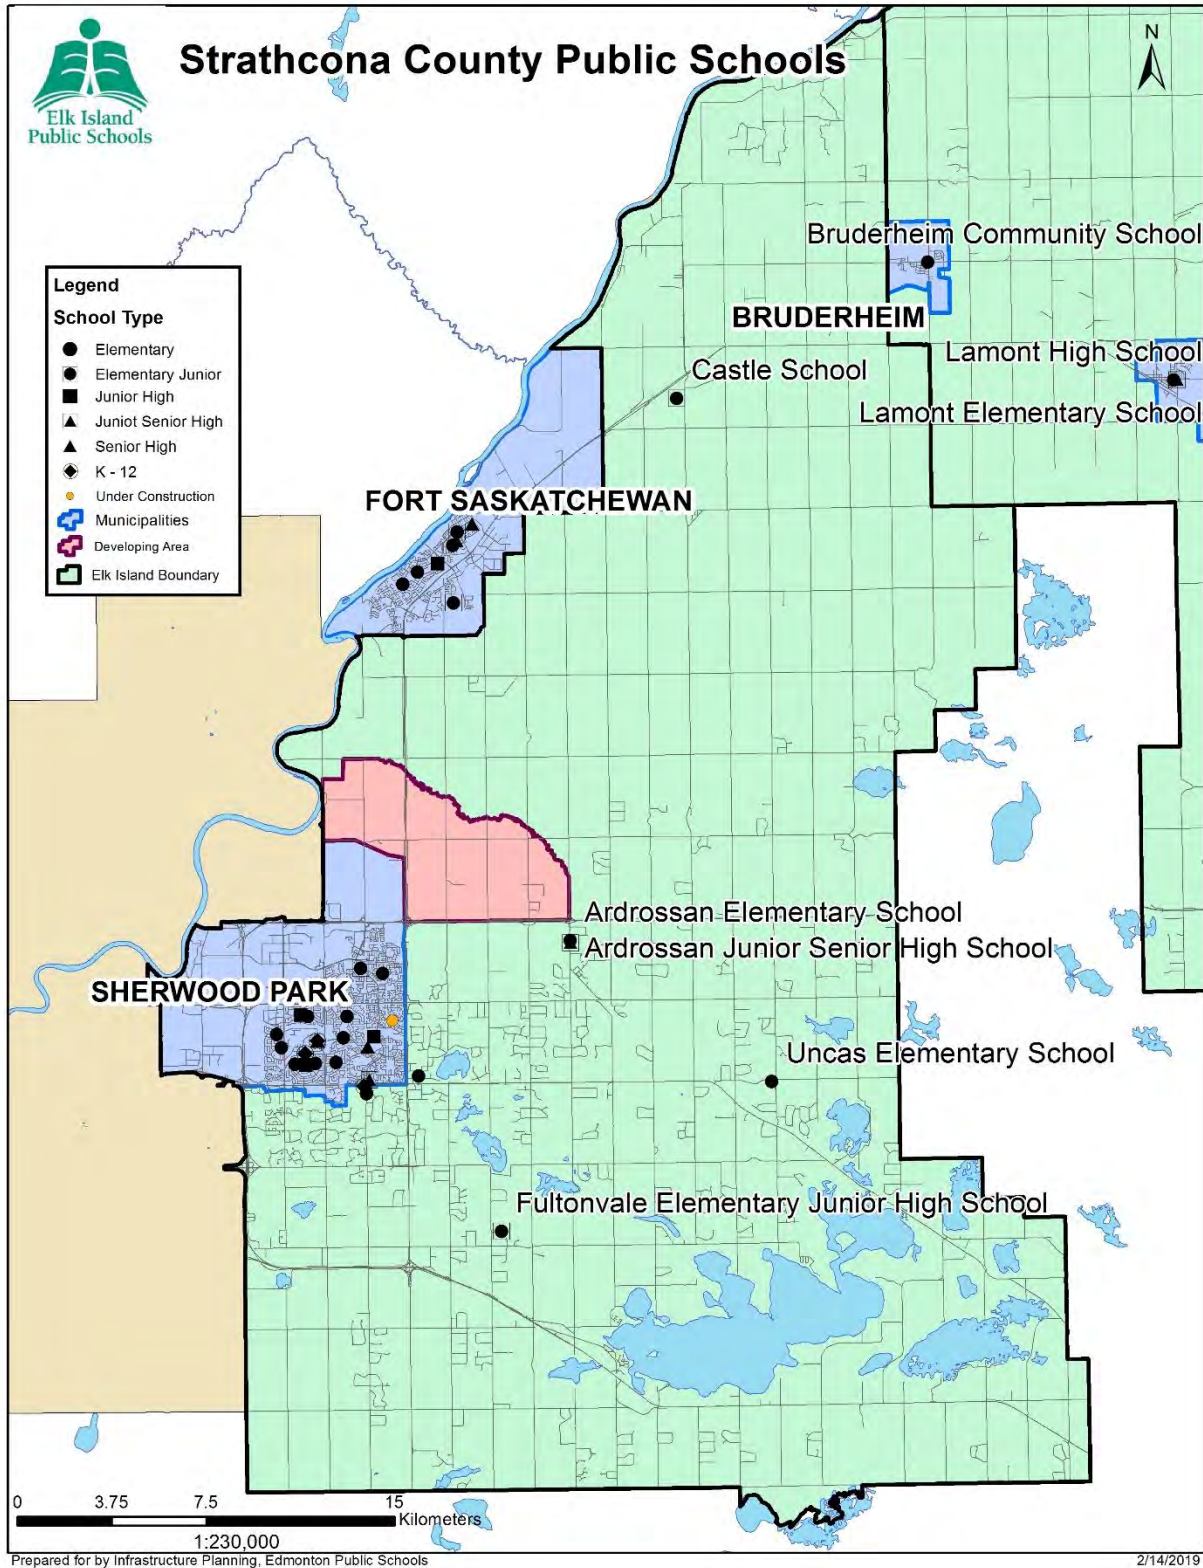 Strathcona County Public Schools
N
Elk Island
Public Schools
Bruderheim Community School
Legend
School Type
Elementary
Elementary Junior
Junior High
Juniot Senior High
Senior High
K - 12
Under Construction
Municipalities
Developing Area
Elk Island Boundary
BRUDERHEIM
Lamont High School
Castle School
Lamont Elementary School
FORT SASKATCHEWAN
Ardrossan Elementary School
Ardrossan Junior Senior High School
SHERWOOD PARK
Uncas Elementary School
Fultonvale Elementary Junior High School
0 3.75 7.5 15
Kilometers
1:230,000
Prepared for by Infrastructure Planning, Edmonton Public Schools
2/14/2019